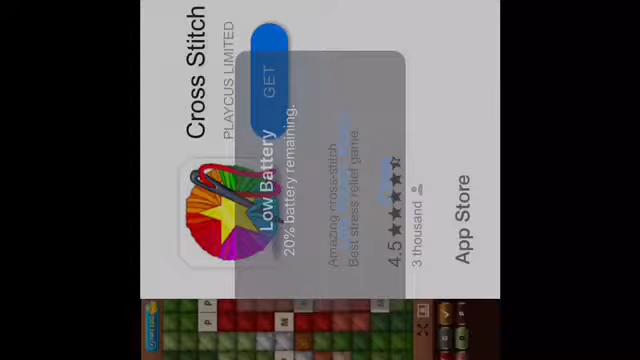 Cross Stitch
PLAYCUS LIMITED
GET
Low Battery
20% battery remaining.
Amazing cross-stitch
Best stress relief game.
4.5
3 thousand
App Store
P P
M